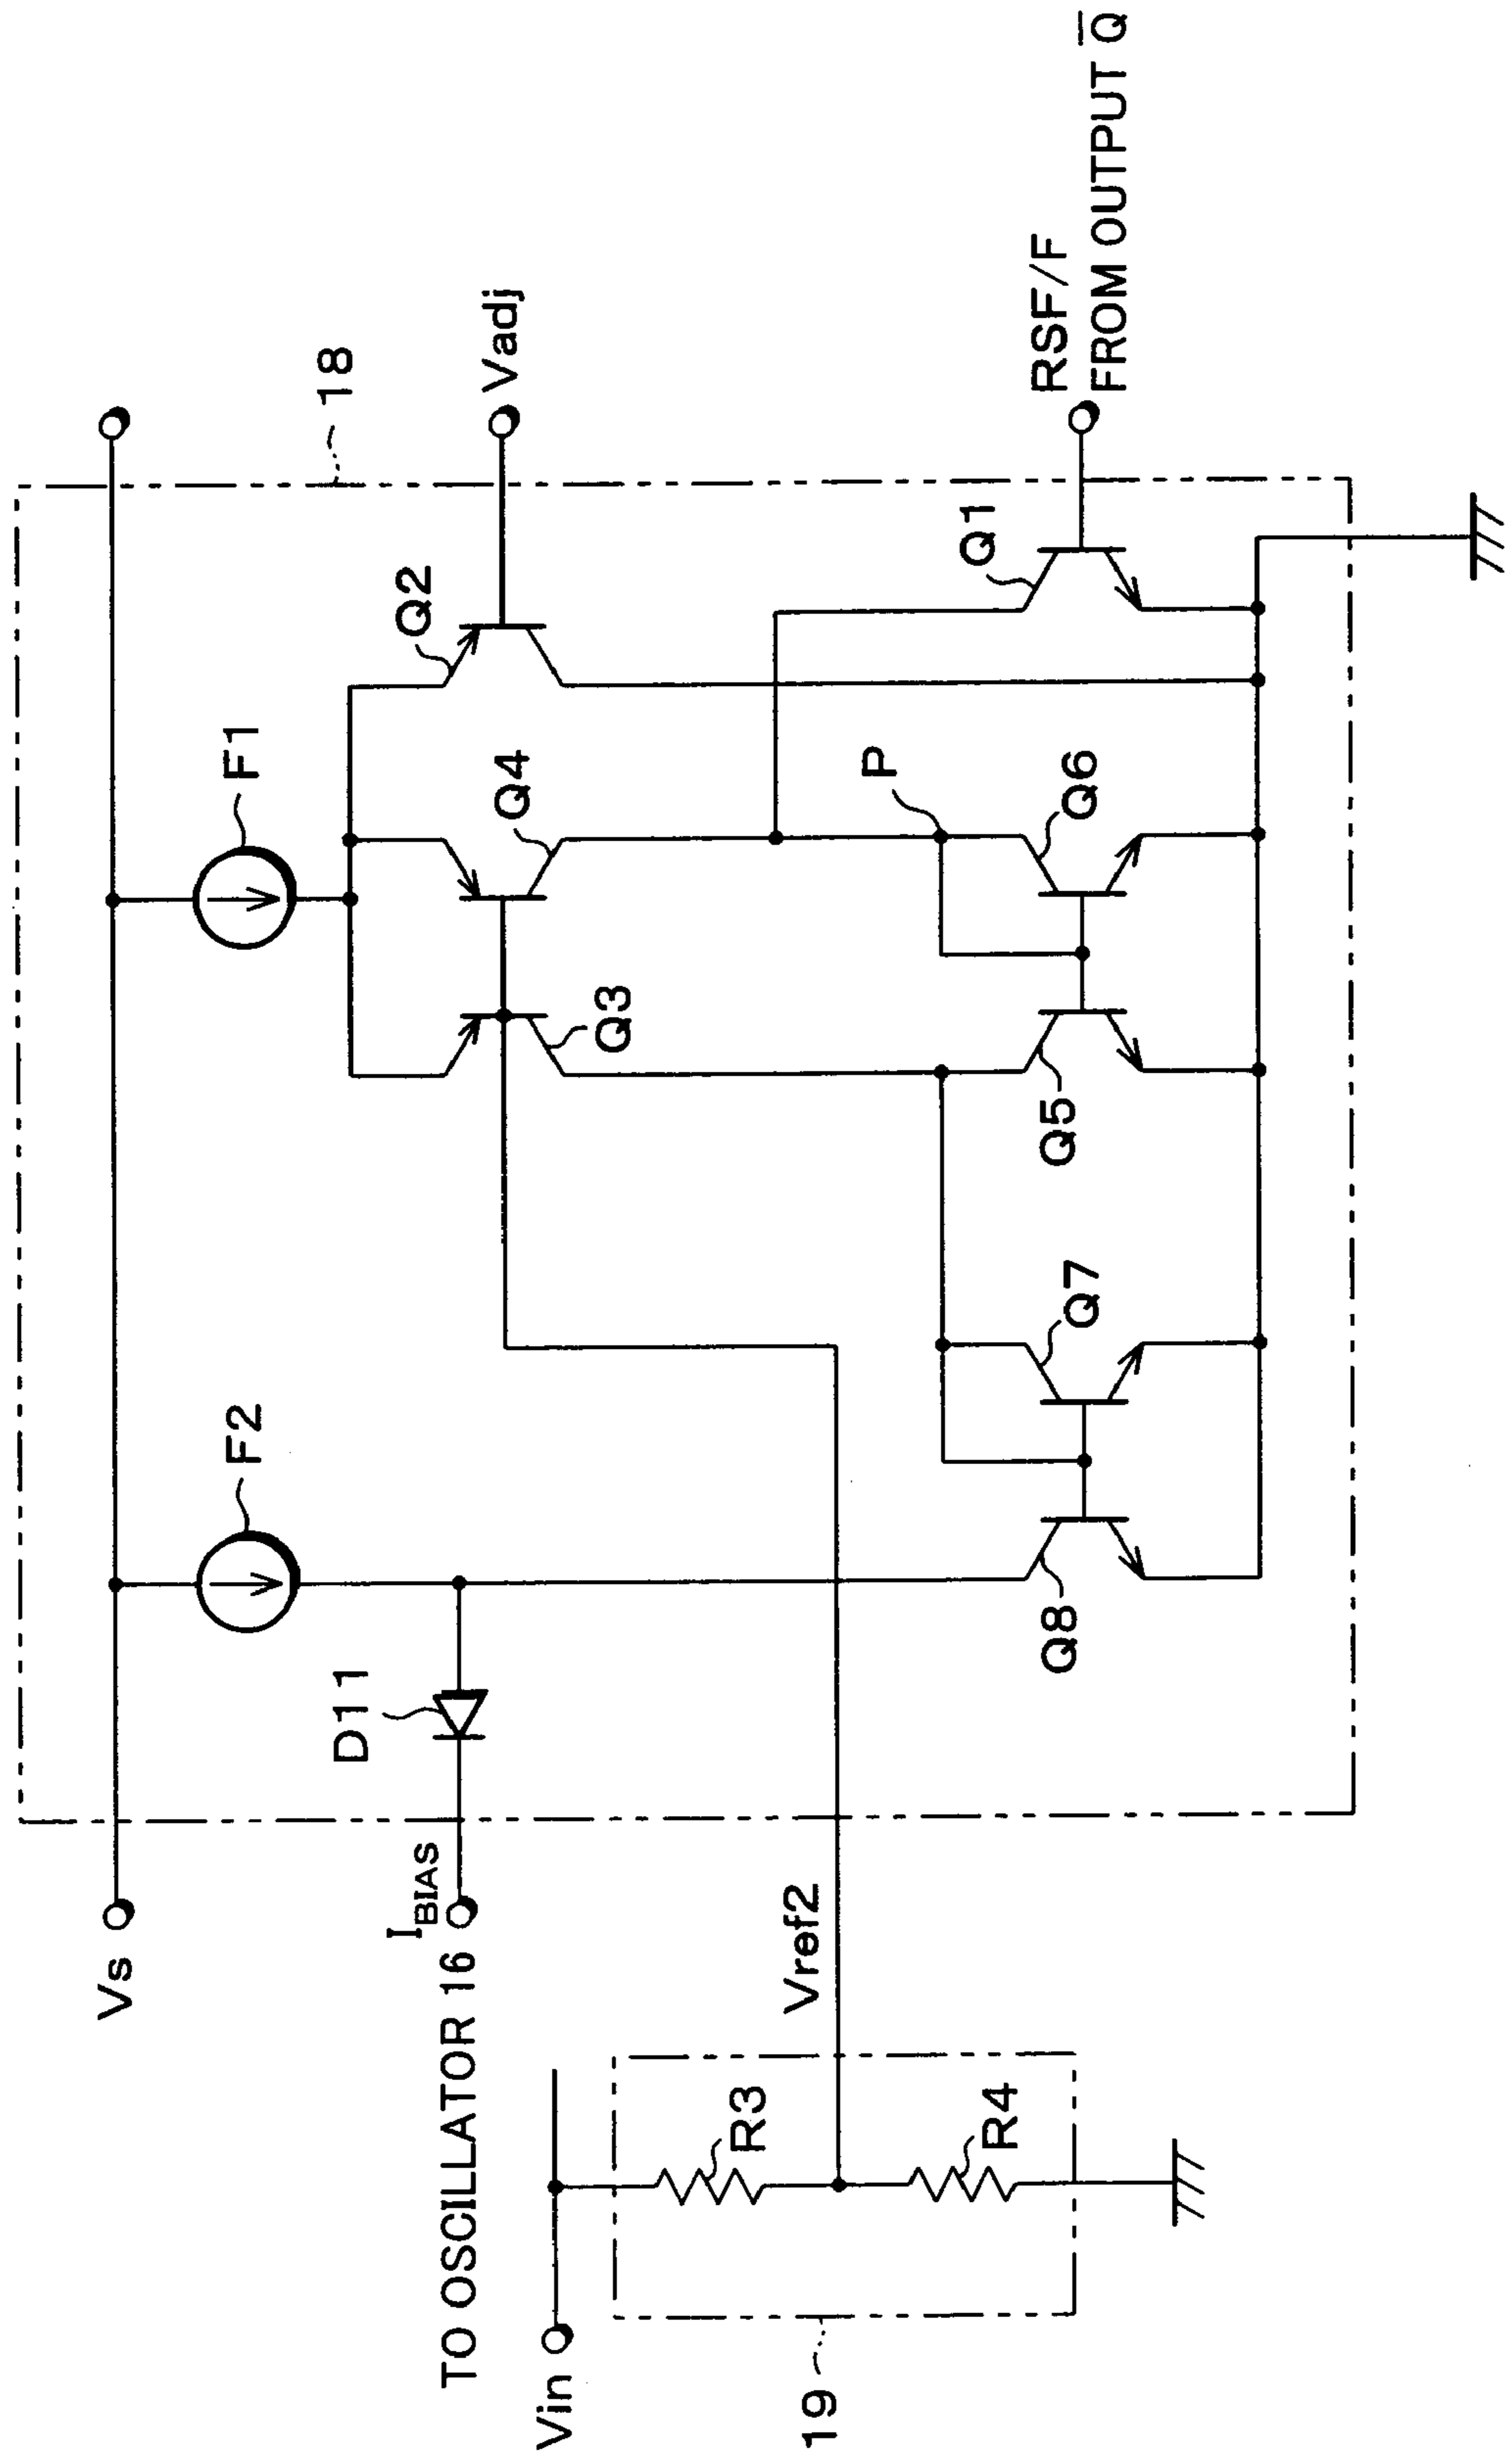 Vs
F2
F1
18
D11
I_BIAS
TO OSCILLATOR 16
Q2
Vadj
Q4
Q3
Vin
19
R3
R4
Vref2
P
Q8
Q7
Q5
Q6
Q1
RSF/F
FROM OUTPUT Q̅